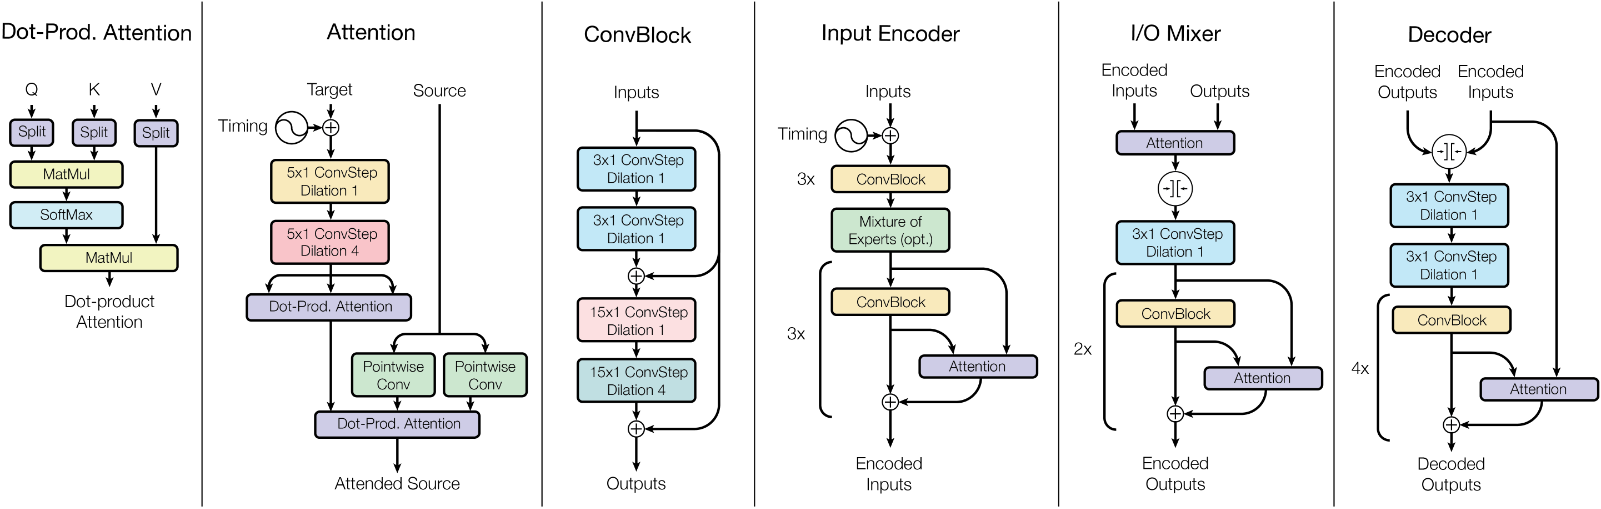 Dot-Prod. Attention
Q K V
Split Split Split
MatMul
SoftMax
MatMul
Dot-product
Attention
Attention
Target Source
Timing
5x1 ConvStep
Dilation 1
5x1 ConvStep
Dilation 4
Dot-Prod. Attention
Pointwise
Conv
Pointwise
Conv
Dot-Prod. Attention
Attended Source
ConvBlock
Inputs
3x1 ConvStep
Dilation 1
3x1 ConvStep
Dilation 1
15x1 ConvStep
Dilation 1
15x1 ConvStep
Dilation 4
Outputs
Input Encoder
Inputs
Timing
3x
ConvBlock
Mixture of
Experts (opt.)
ConvBlock
3x
Attention
Encoded
Inputs
I/O Mixer
Encoded
Inputs
Outputs
Attention
3x1 ConvStep
Dilation 1
ConvBlock
2x
Attention
Encoded
Outputs
Decoder
Encoded
Outputs
Encoded
Inputs
3x1 ConvStep
Dilation 1
3x1 ConvStep
Dilation 1
ConvBlock
4x
Attention
Decoded
Outputs